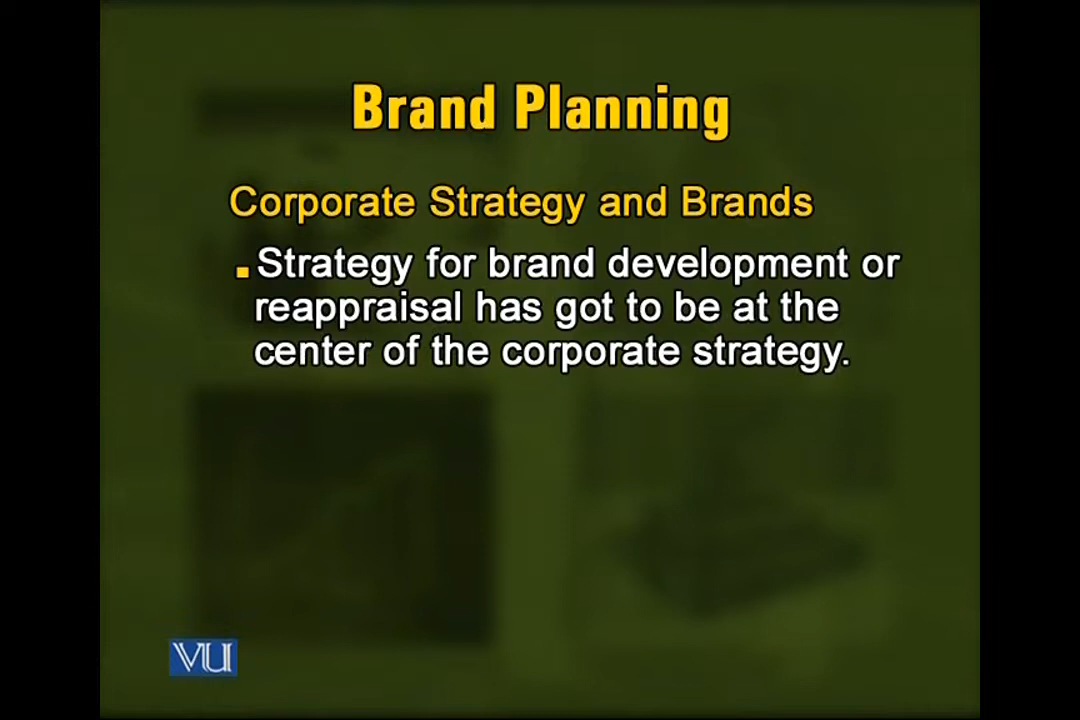 Brand Planning
Corporate Strategy and Brands
Strategy for brand development or
reappraisal has got to be at the
center of the corporate strategy.
VU